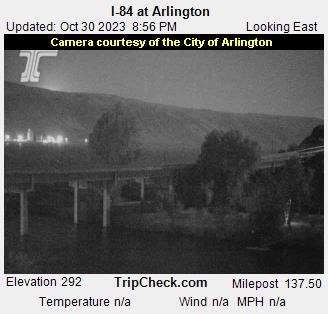 I-84 at Arlington
Updated: Oct 30 2023 8:56 PM Looking East
Camera courtesy of the City of Arlington
Elevation 292 TripCheck.com Milepost 137.50
Temperature n/a Wind n/a MPH n/a